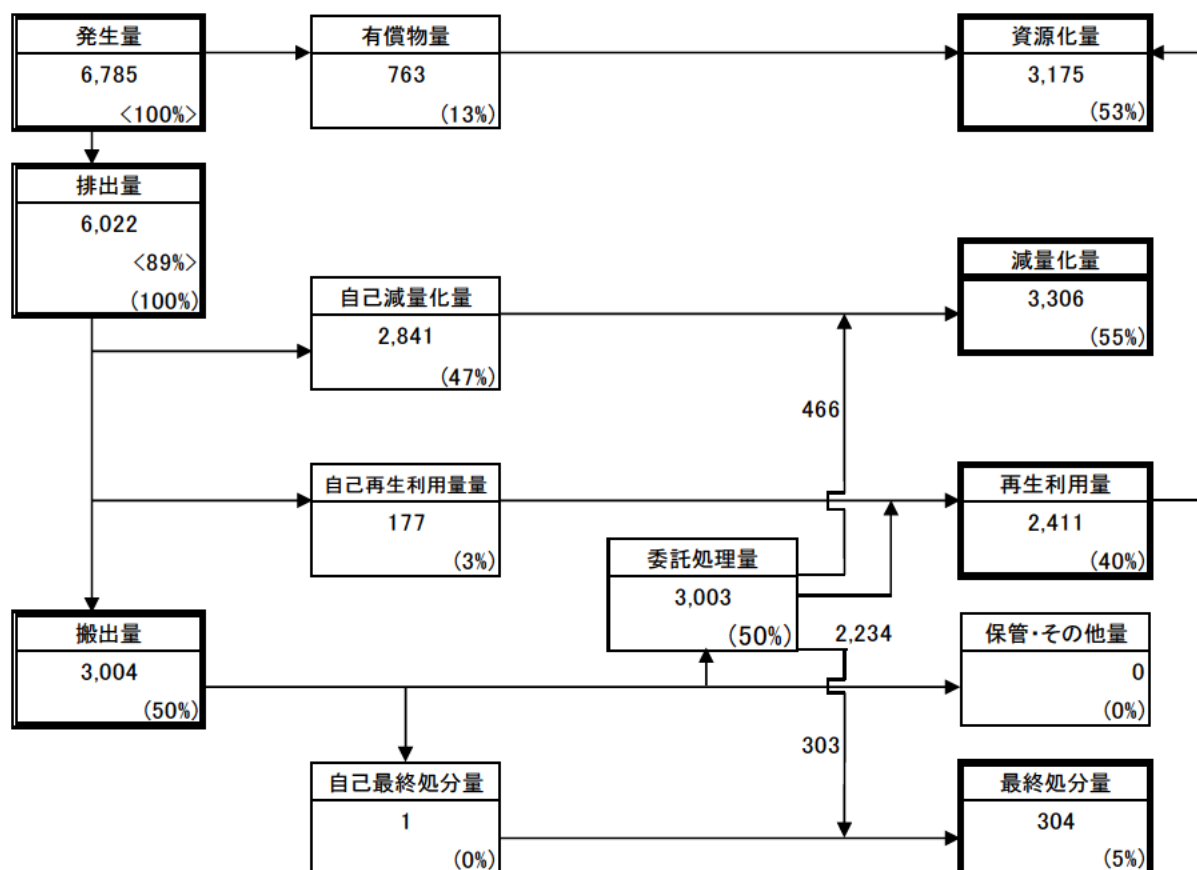 発生量
6,785
<100%>
有償物量
763
(13%)
資源化量
3,175
(53%)
排出量
6,022
<89%>
(100%)
自己減量化量
2,841
(47%)
減量化量
3,306
(55%)
466
自己再生利用量量
177
(3%)
再生利用量
2,411
(40%)
委託処理量
3,003
(50%)
2,234
搬出量
3,004
(50%)
保管・その他量
0
(0%)
303
自己最終処分量
1
(0%)
最終処分量
304
(5%)